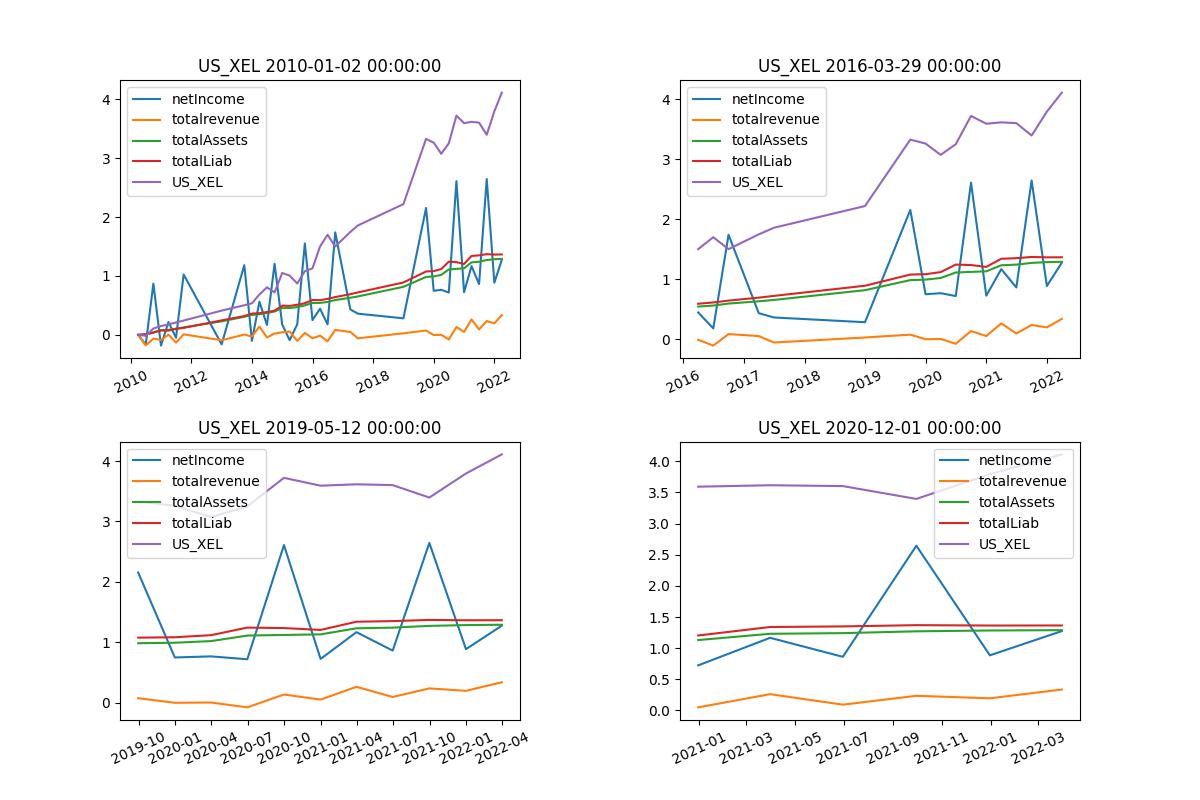 US_XEL 2010-01-02 00:00:00
netIncome
totalrevenue
totalAssets
totalLiab
US_XEL
4
3
2
1
0
2010 2012 2014 2016 2018 2020 2022
US_XEL 2016-03-29 00:00:00
netIncome
totalrevenue
totalAssets
totalLiab
US_XEL
4
3
2
1
0
2016 2017 2018 2019 2020 2021 2022
US_XEL 2019-05-12 00:00:00
netIncome
totalrevenue
totalAssets
totalLiab
US_XEL
4
3
2
1
0
2019-10 2020-01 2020-04 2020-07 2020-10 2021-01 2021-04 2021-07 2021-10 2022-01 2022-04
US_XEL 2020-12-01 00:00:00
netIncome
totalrevenue
totalAssets
totalLiab
US_XEL
4.0
3.5
3.0
2.5
2.0
1.5
1.0
0.5
0.0
2021-01 2021-03 2021-05 2021-07 2021-09 2021-11 2022-01 2022-03